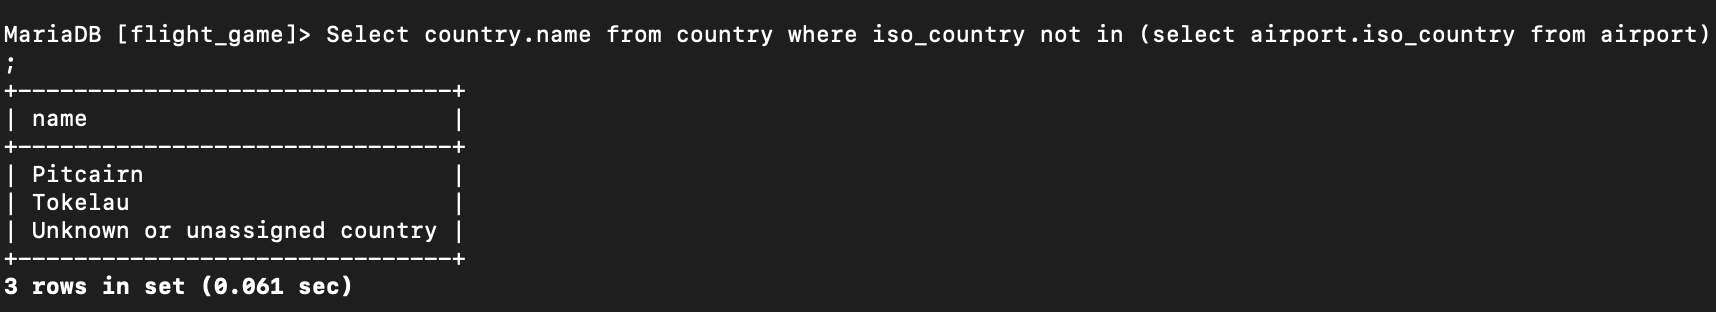 MariaDB [flight_game]> Select country.name from country where iso_country not in (select airport.iso_country from airport)
;
+-------------------------------+
| name                          |
+-------------------------------+
| Pitcairn                      |
| Tokelau                       |
| Unknown or unassigned country |
+-------------------------------+
3 rows in set (0.061 sec)